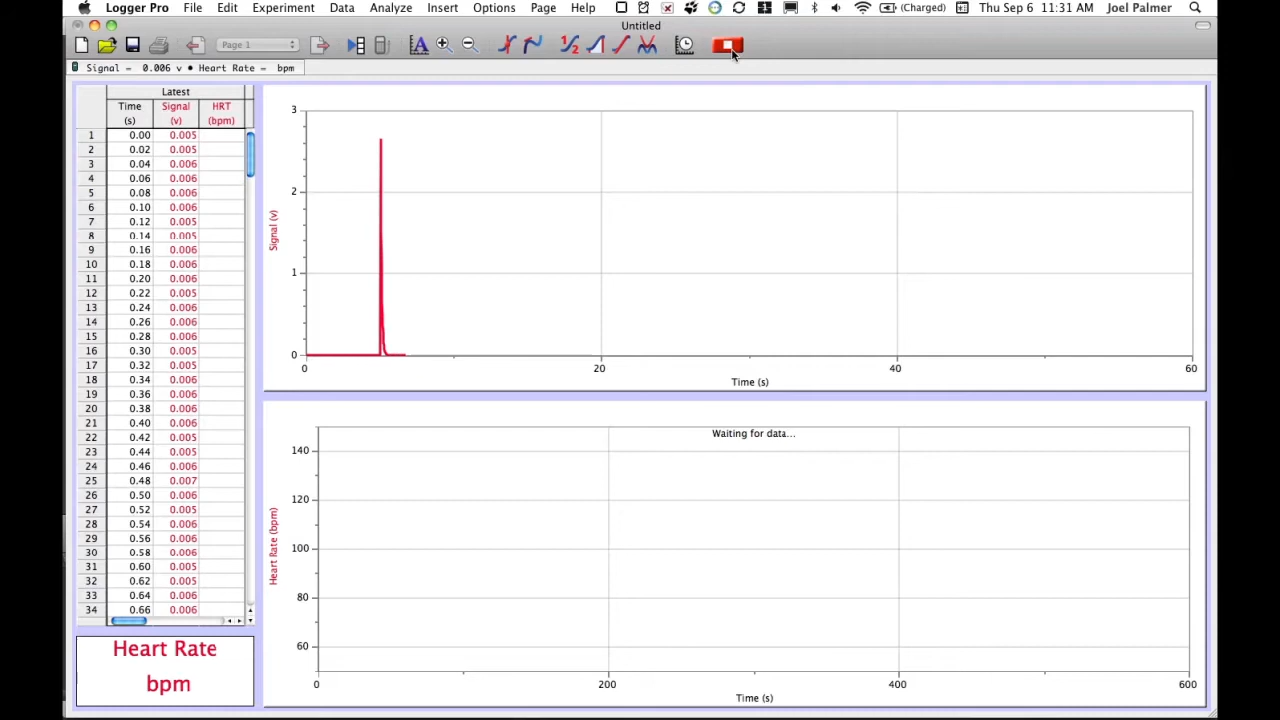 Logger Pro File Edit Experiment Data Analyze Insert Options Page Help (Charged) Thu Sep 6 11:31 AM Joel Palmer
Untitled
Page 1
Signal = 0.006 v • Heart Rate = bpm
Latest
Time (s) Signal (v) HRT (bpm)
1 0.00 0.005
2 0.02 0.005
3 0.04 0.006
4 0.06 0.006
5 0.08 0.006
6 0.10 0.006
7 0.12 0.005
8 0.14 0.005
9 0.16 0.006
10 0.18 0.006
11 0.20 0.006
12 0.22 0.005
13 0.24 0.006
14 0.26 0.006
15 0.28 0.006
16 0.30 0.005
17 0.32 0.005
18 0.34 0.006
19 0.36 0.006
20 0.38 0.006
21 0.40 0.006
22 0.42 0.005
23 0.44 0.005
24 0.46 0.006
25 0.48 0.007
26 0.50 0.006
27 0.52 0.005
28 0.54 0.006
29 0.56 0.006
30 0.58 0.006
31 0.60 0.005
32 0.62 0.005
33 0.64 0.006
34 0.66 0.006
Heart Rate
bpm
3
2
1
0
Signal (v)
0 20 40 60
Time (s)
Waiting for data...
140
120
100
80
60
Heart Rate (bpm)
0 200 400 600
Time (s)